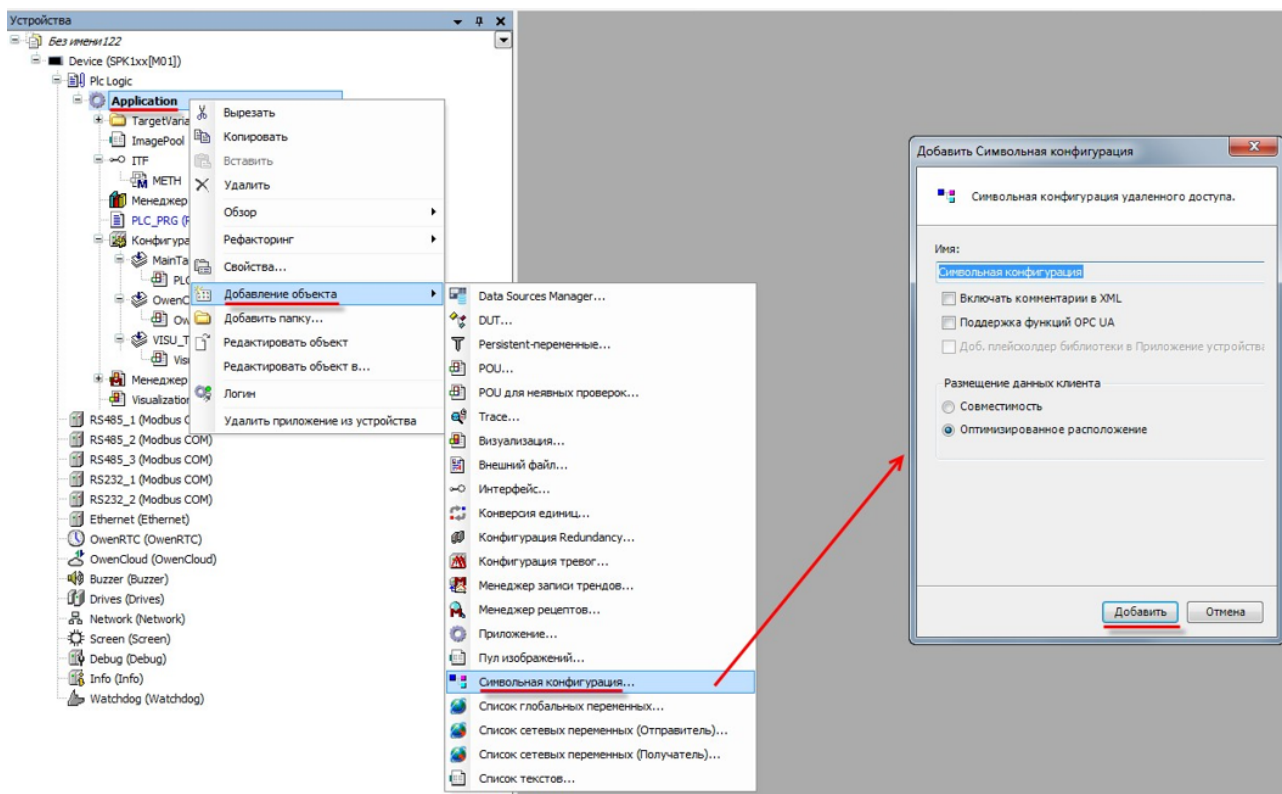 Устройства
Без имени122
Device (SPK1xx[M01])
Plc Logic
Application
TargetVaria
ImagePool
ITF
METH
Менеджер
PLC_PRG (F
Конфигура
MainTa
PLC
OwenC
Ow
VISU_T
Visu
Менеджер
Visualization
RS485_1 (Modbus C
RS485_2 (Modbus COM)
RS485_3 (Modbus COM)
RS232_1 (Modbus COM)
RS232_2 (Modbus COM)
Ethernet (Ethernet)
OwenRTC (OwenRTC)
OwenCloud (OwenCloud)
Buzzer (Buzzer)
Drives (Drives)
Network (Network)
Screen (Screen)
Debug (Debug)
Info (Info)
Watchdog (Watchdog)
Вырезать
Копировать
Вставить
Удалить
Обзор
Рефакторинг
Свойства...
Добавление объекта
Добавить папку...
Редактировать объект
Редактировать объект в...
Логин
Удалить приложение из устройства
Data Sources Manager...
DUT...
Persistent-переменные...
POU...
POU для неявных проверок...
Trace...
Визуализация...
Внешний файл...
Интерфейс...
Конверсия единиц...
Конфигурация Redundancy...
Конфигурация тревог...
Менеджер записи трендов...
Менеджер рецептов...
Приложение...
Пул изображений...
Символьная конфигурация...
Список глобальных переменных...
Список сетевых переменных (Отправитель)...
Список сетевых переменных (Получатель)...
Список текстов...
Добавить Символьная конфигурация
Символьная конфигурация удаленного доступа.
Имя:
Символьная конфигурация
Включать комментарии в XML
Поддержка функций OPC UA
Доб. плейсхолдер библиотеки в Приложение устройства
Размещение данных клиента
Совместимость
Оптимизированное расположение
Добавить
Отмена